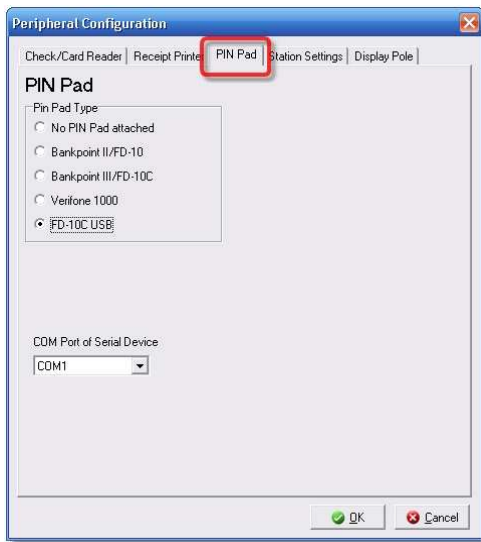 Peripheral Configuration
Check/Card Reader Receipt Printer PIN Pad Station Settings Display Pole
PIN Pad
Pin Pad Type
No PIN Pad attached
Bankpoint II/FD-10
Bankpoint III/FD-10C
Verifone 1000
FD-10C USB
COM Port of Serial Device
COM1
OK Cancel